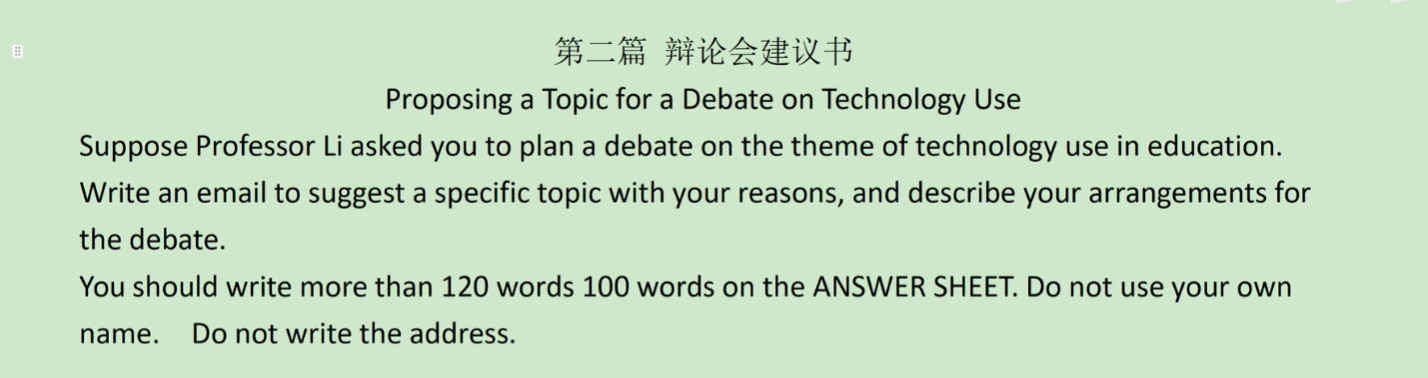 第二篇 辩论会建议书
Proposing a Topic for a Debate on Technology Use
Suppose Professor Li asked you to plan a debate on the theme of technology use in education.
Write an email to suggest a specific topic with your reasons, and describe your arrangements for
the debate.
You should write more than 120 words 100 words on the ANSWER SHEET. Do not use your own
name. Do not write the address.